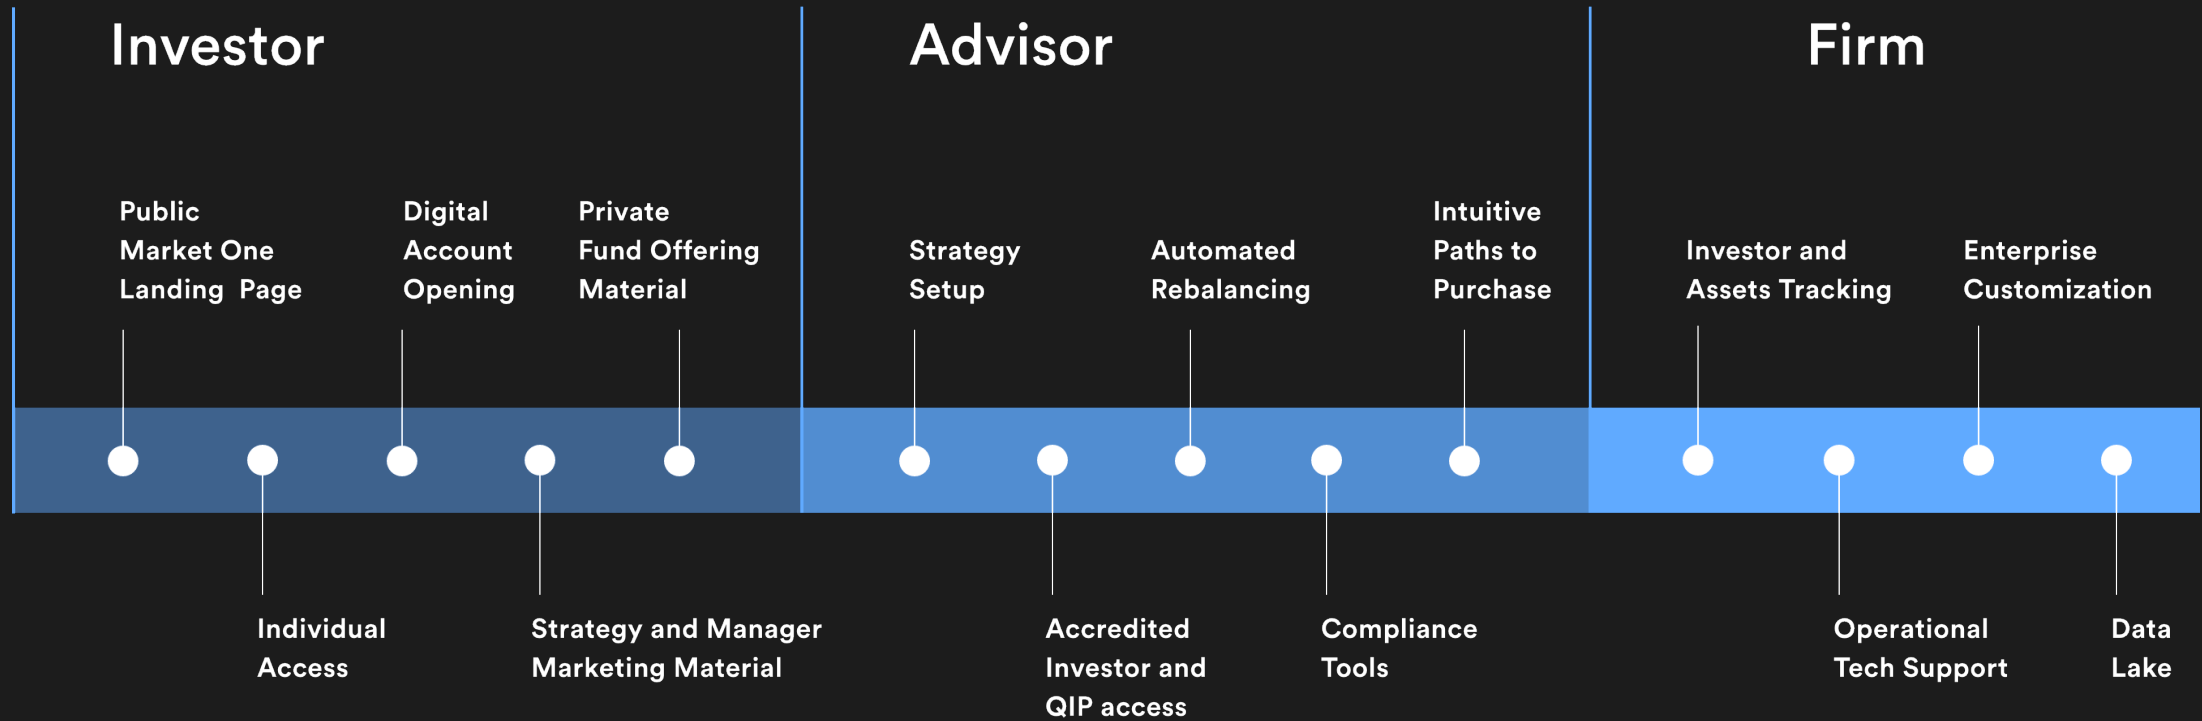 Investor
Advisor
Firm
Public
Market One
Landing  Page
Digital
Account
Opening
Private
Fund Offering
Material
Strategy
Setup
Automated
Rebalancing
Intuitive
Paths to
Purchase
Investor and
Assets Tracking
Enterprise
Customization
Individual
Access
Strategy and Manager
Marketing Material
Accredited
Investor and
QIP access
Compliance
Tools
Operational
Tech Support
Data
Lake